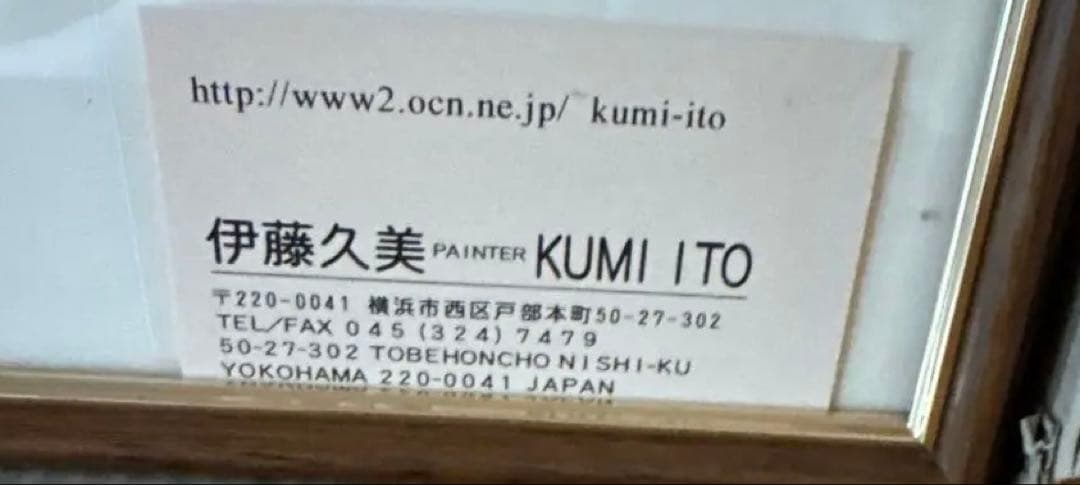 http://www2.ocn.ne.jp/~kumi-ito
伊藤久美 PAINTER KUMI ITO
〒220-0041 横浜市西区戸部本町50-27-302
TEL/FAX 045(324)7479
50-27-302 TOBEHONCHO NISHI-KU
YOKOHAMA 220-0041 JAPAN